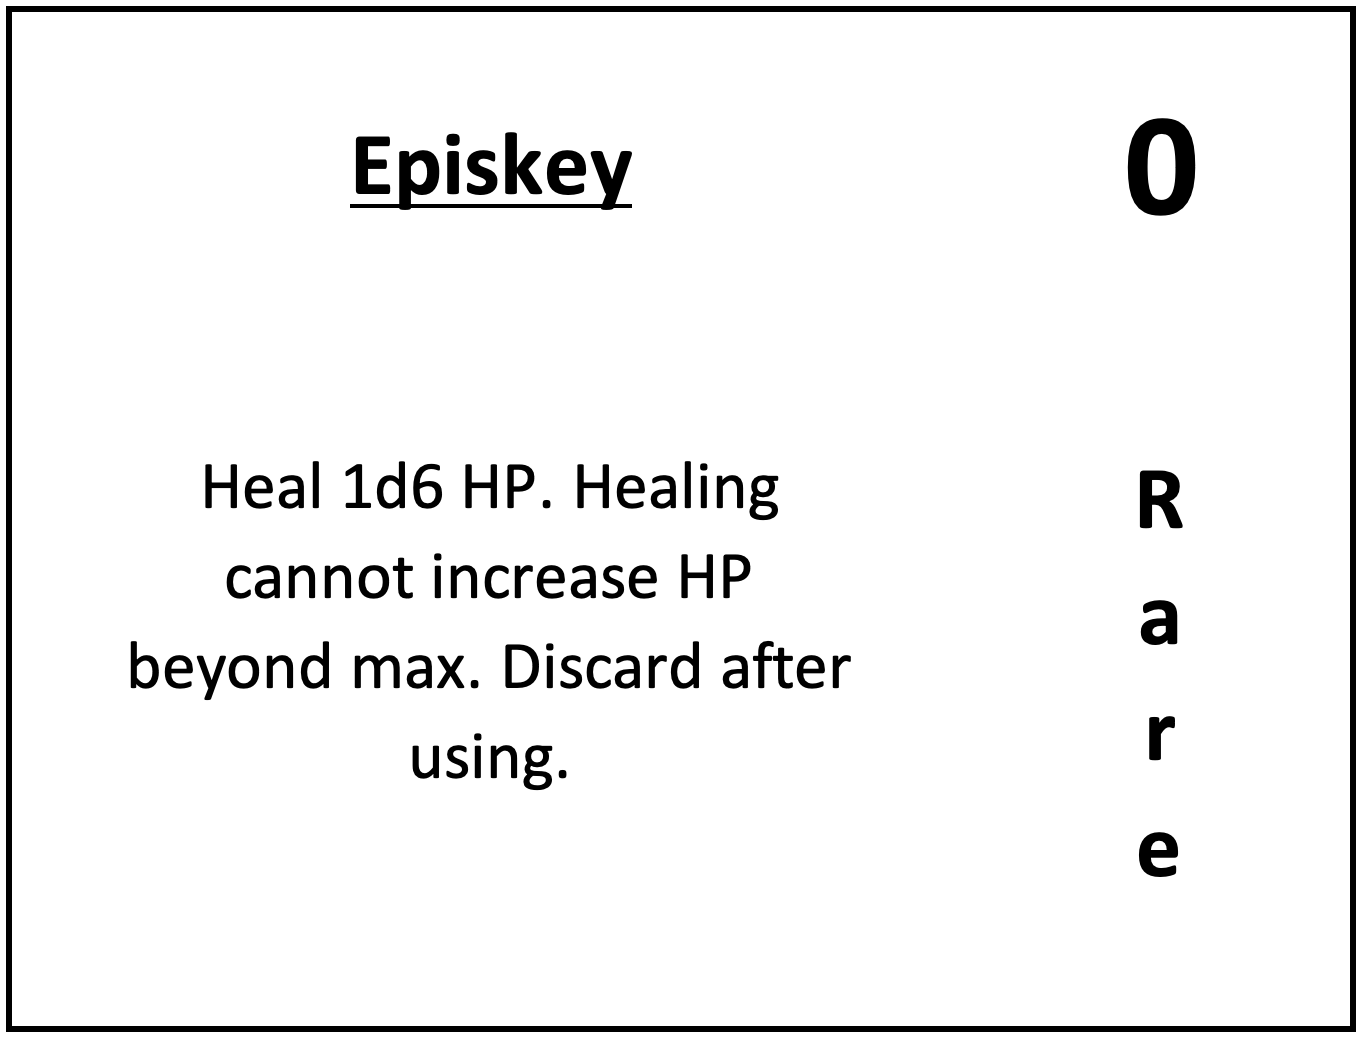 Episkey
0
Heal 1d6 HP. Healing
cannot increase HP
beyond max. Discard after
using.
R
a
r
e